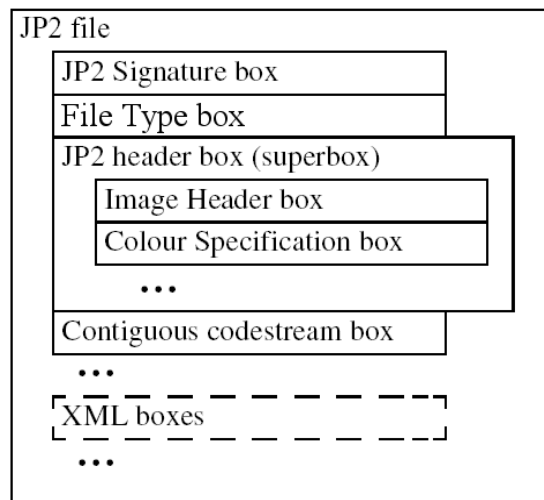 JP2 file
JP2 Signature box
File Type box
JP2 header box (superbox)
Image Header box
Colour Specification box
...
Contiguous codestream box
...
XML boxes
...